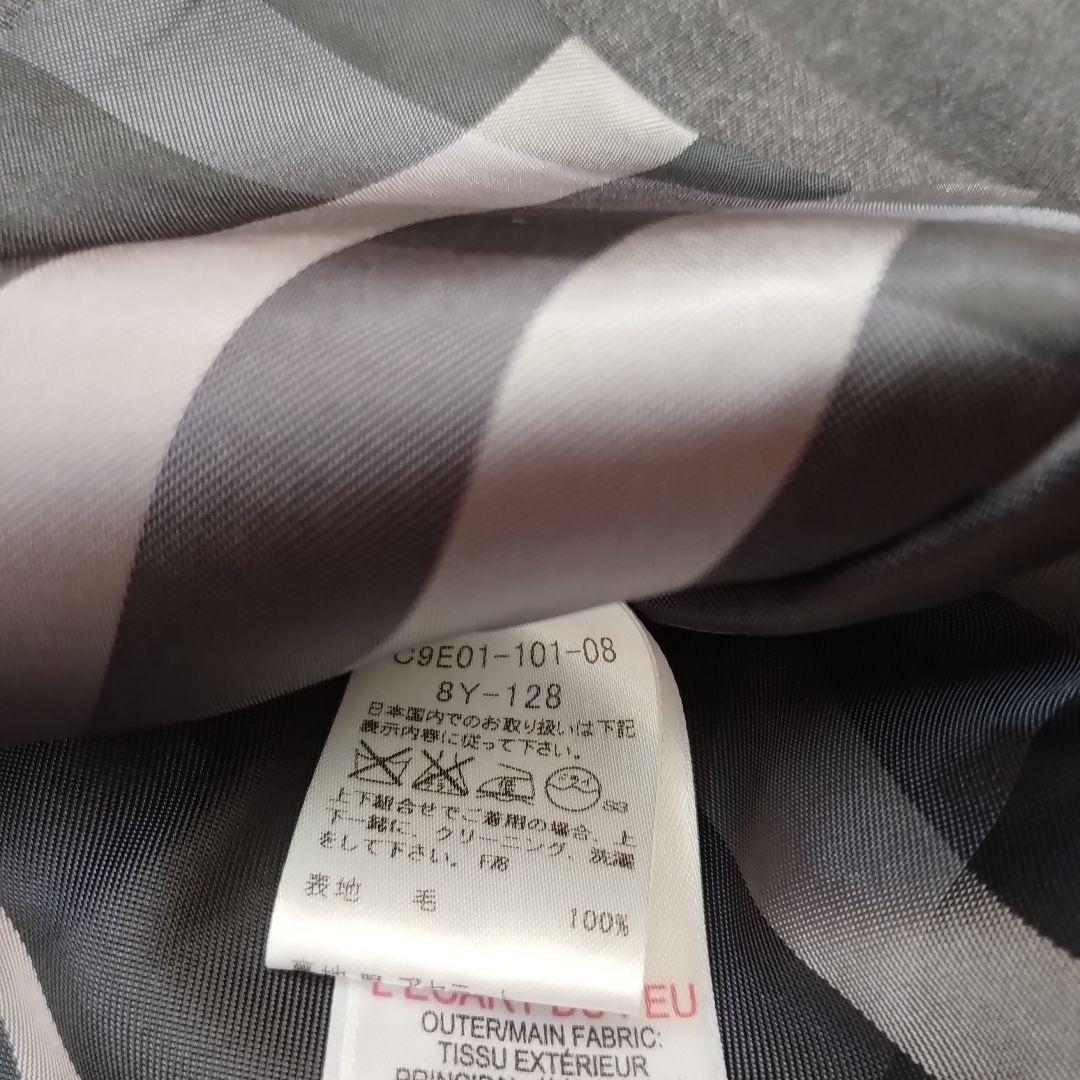 C9E01-101-08
8Y-128
日本国内でのお取り扱いは下記
表示内容に従って下さい。
上下組合せでご着用の場合、上
下一緒に、クリーニング、洗濯
をして下さい。 F78
表地 毛 100%
OUTER/MAIN FABRIC:
TISSU EXTÉRIEUR